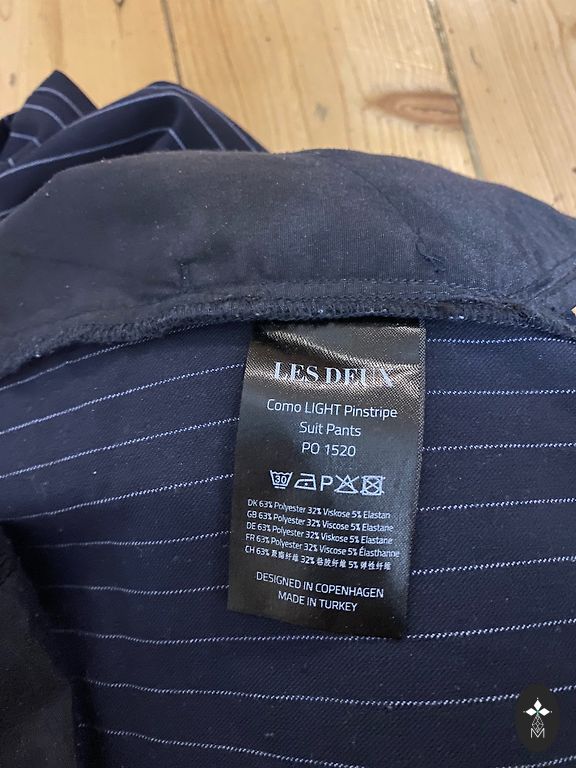 LES DEUX
Como LIGHT Pinstripe
Suit Pants
PO 1520
30 P
DK 63% Polyester 32% Viskose 5% Elastan
GB 63% Polyester 32% Viscose 5% Elastane
DE 63% Polyester 32% Viscose 5% Elastane
FR 63% Polyester 32% Viscose 5% Élasthanne
CH 63% 聚酯纤维 32% 粘胶纤维 5% 弹性纤维
DESIGNED IN COPENHAGEN
MADE IN TURKEY
M